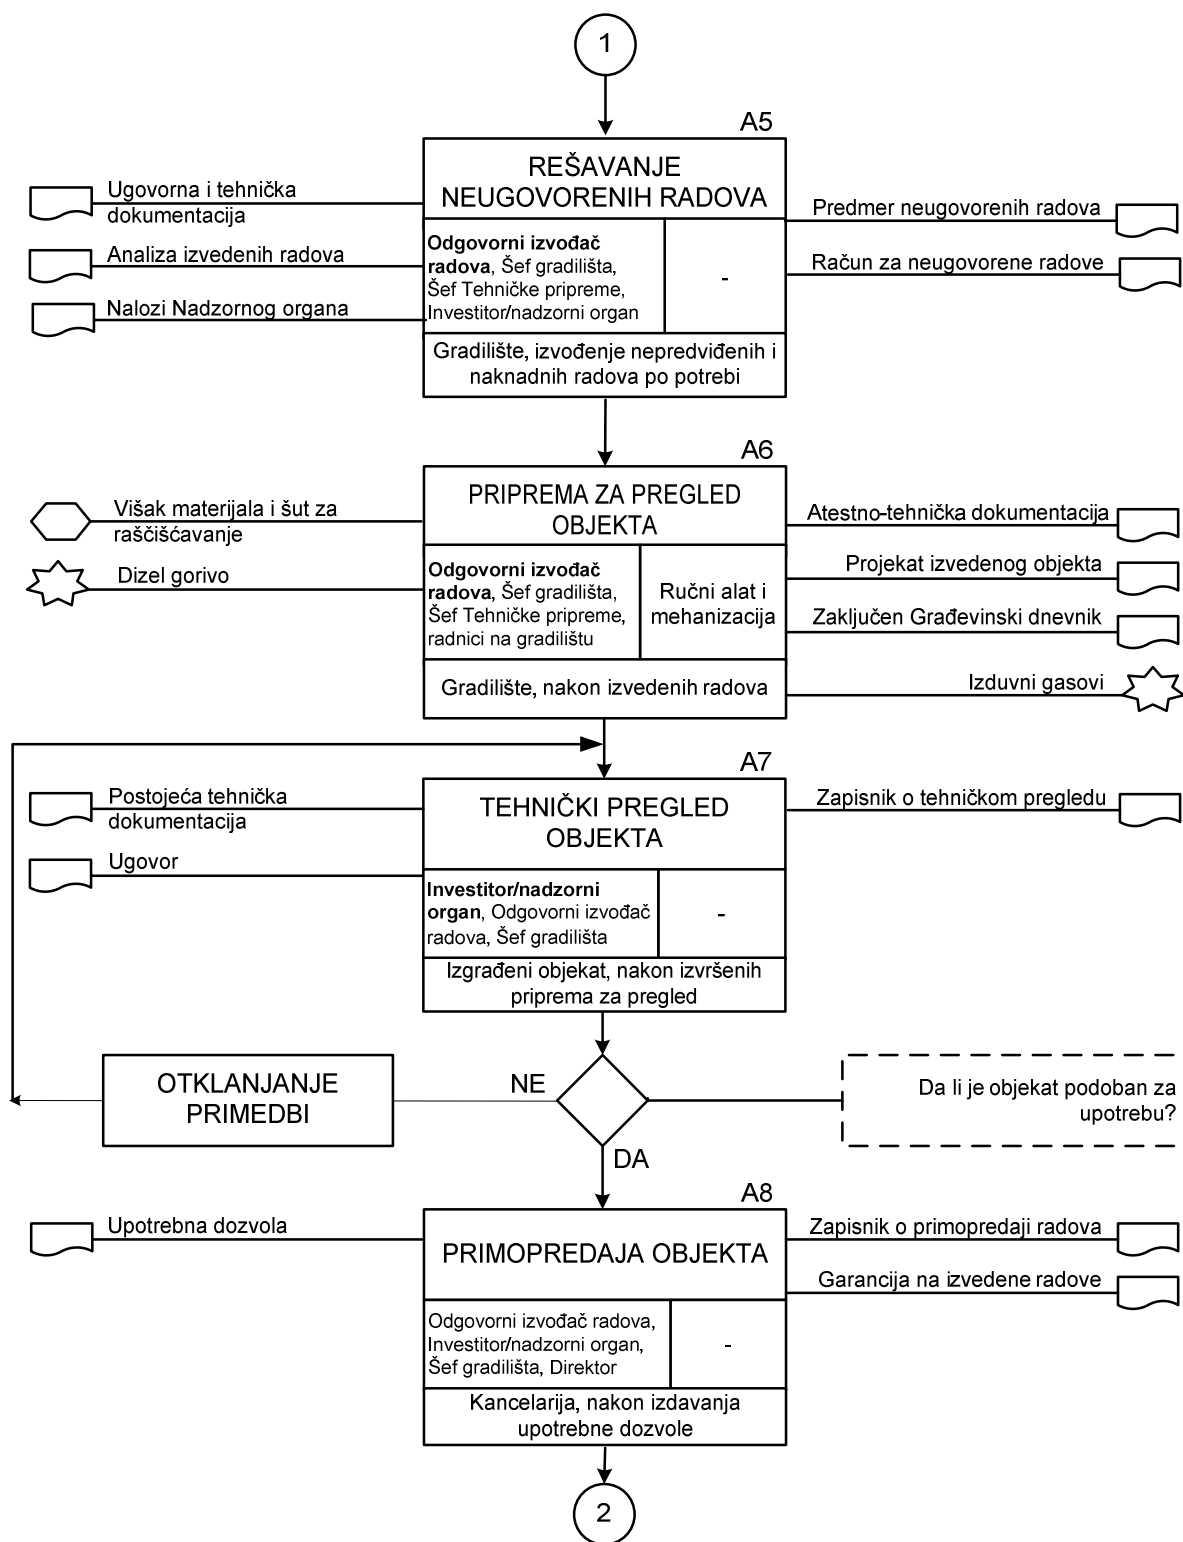 1
A5
REŠAVANJE
NEUGOVORENIH RADOVA
Ugovorna i tehnička
dokumentacija
Analiza izvedenih radova
Nalozi Nadzornog organa
Odgovorni izvođač
radova, Šef gradilišta,
Šef Tehničke pripreme,
Investitor/nadzorni organ
-
Predmer neugovorenih radova
Račun za neugovorene radove
Gradilište, izvođenje nepredviđenih i
naknadnih radova po potrebi
A6
PRIPREMA ZA PREGLED
OBJEKTA
Višak materijala i šut za
raščišćavanje
Dizel gorivo
Odgovorni izvođač
radova, Šef gradilišta,
Šef Tehničke pripreme,
radnici na gradilištu
Ručni alat i
mehanizacija
Atestno-tehnička dokumentacija
Projekat izvedenog objekta
Zaključen Građevinski dnevnik
Izduvni gasovi
Gradilište, nakon izvedenih radova
A7
TEHNIČKI PREGLED
OBJEKTA
Postojeća tehnička
dokumentacija
Ugovor
Investitor/nadzorni
organ, Odgovorni izvođač
radova, Šef gradilišta
-
Zapisnik o tehničkom pregledu
Izgrađeni objekat, nakon izvršenih
priprema za pregled
OTKLANJANJE
PRIMEDBI
NE
Da li je objekat podoban za
upotrebu?
DA
A8
PRIMOPREDAJA OBJEKTA
Upotrebna dozvola
Odgovorni izvođač radova,
Investitor/nadzorni organ,
Šef gradilišta, Direktor
-
Zapisnik o primopredaji radova
Garancija na izvedene radove
Kancelarija, nakon izdavanja
upotrebne dozvole
2